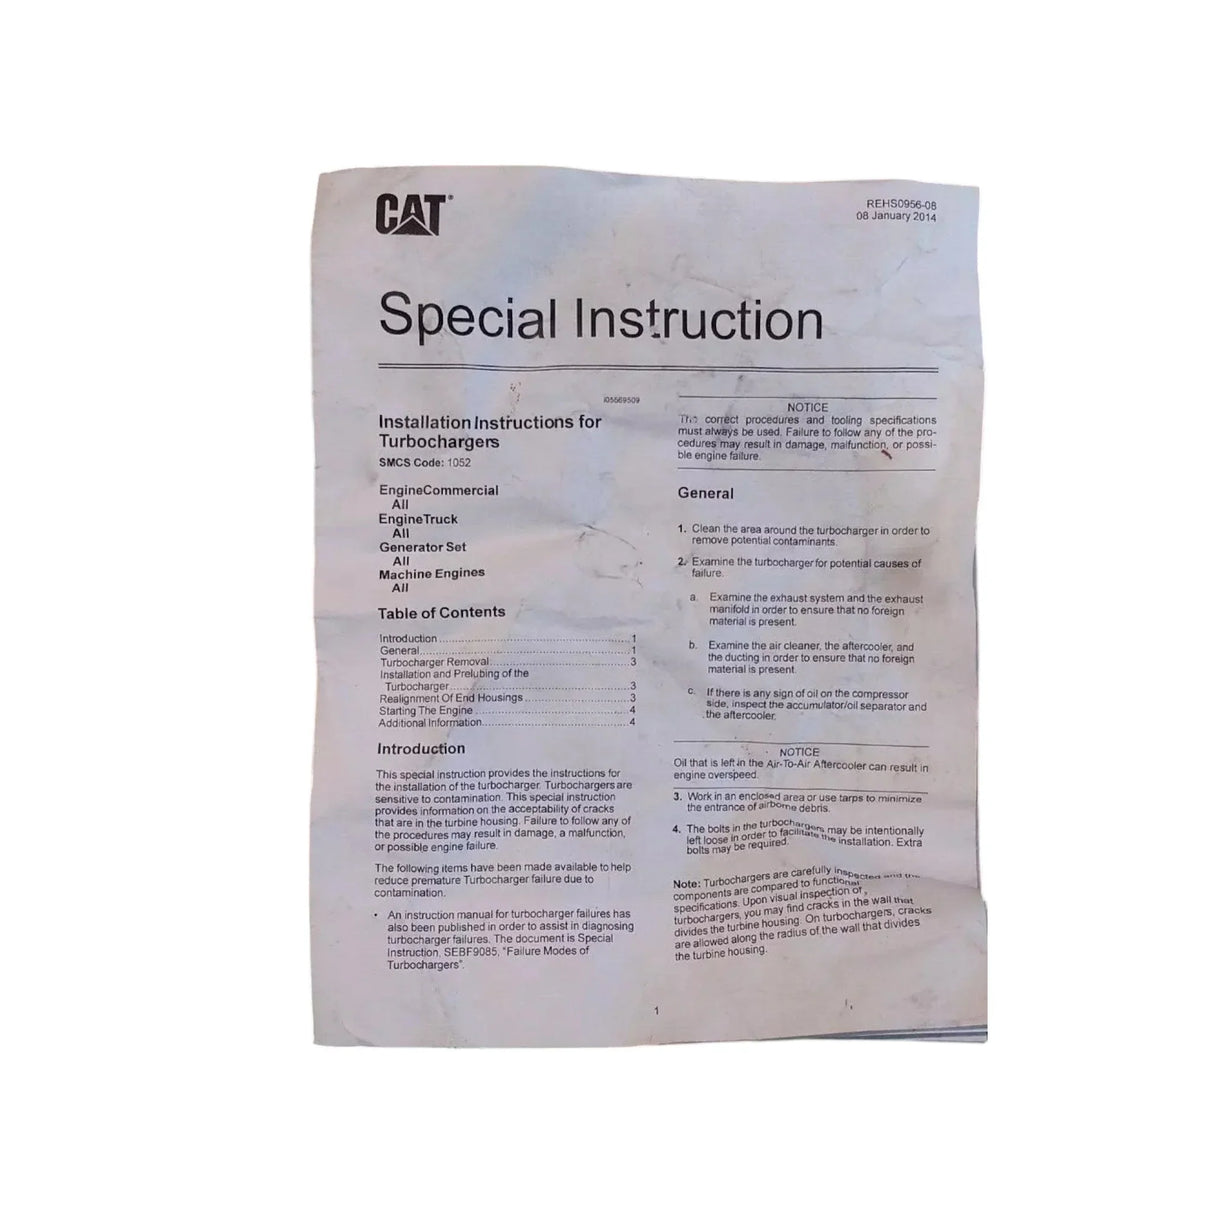 CAT®
REHS0956-08
08 January 2014
Special Instruction
i05569509
Installation Instructions for
Turbochargers
SMCS Code: 1052
EngineCommercial
All
EngineTruck
All
Generator Set
All
Machine Engines
All
Table of Contents
Introduction ........................................................ 1
General ........................................................ 1
Turbocharger Removal ........................................ 3
Installation and Prelubing of the
Turbocharger ........................................ 3
Realignment Of End Housings ........................ 3
Starting The Engine ........................................ 4
Additional Information ........................................ 4
Introduction
This special instruction provides the instructions for
the installation of the turbocharger. Turbochargers are
sensitive to contamination. This special instruction
provides information on the acceptability of cracks
that are in the turbine housing. Failure to follow any of
the procedures may result in damage, a malfunction,
or possible engine failure.
The following items have been made available to help
reduce premature Turbocharger failure due to
contamination.
• An instruction manual for turbocharger failures has
also been published in order to assist in diagnosing
turbocharger failures. The document is Special
Instruction, SEBF9085, "Failure Modes of
Turbochargers".
NOTICE
The correct procedures and tooling specifications
must always be used. Failure to follow any of the pro-
cedures may result in damage, malfunction, or possi-
ble engine failure.
General
1. Clean the area around the turbocharger in order to
remove potential contaminants.
2. Examine the turbocharger for potential causes of
failure.
a. Examine the exhaust system and the exhaust
manifold in order to ensure that no foreign
material is present.
b. Examine the air cleaner, the aftercooler, and
the ducting in order to ensure that no foreign
material is present.
c. If there is any sign of oil on the compressor
side, inspect the accumulator/oil separator and
the aftercooler.
NOTICE
Oil that is left in the Air-To-Air Aftercooler can result in
engine overspeed.
3. Work in an enclosed area or use tarps to minimize
the entrance of airborne debris.
4. The bolts in the turbochargers may be intentionally
left loose in order to facilitate the installation. Extra
bolts may be required.
Note: Turbochargers are carefully inspected and the
components are compared to functional
specifications. Upon visual inspection of
turbochargers, you may find cracks in the wall that
divides the turbine housing. On turbochargers, cracks
are allowed along the radius of the wall that divides
the turbine housing.
1